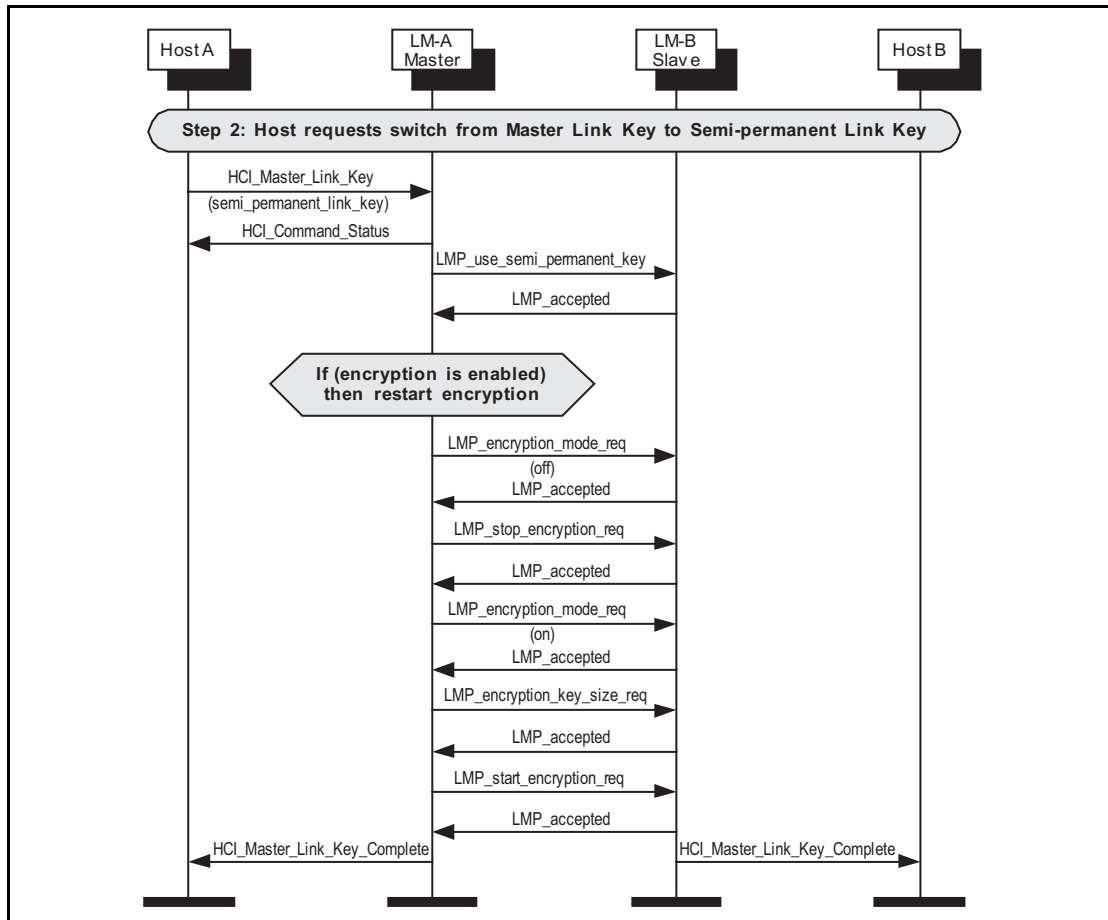 Host A
LM-A
Master
LM-B
Slave
Host B
Step 2: Host requests switch from Master Link Key to Semi-permanent Link Key
HCI_Master_Link_Key
(semi_permanent_link_key)
HCI_Command_Status
LMP_use_semi_permanent_key
LMP_accepted
If (encryption is enabled)
then restart encryption
LMP_encryption_mode_req
(off)
LMP_accepted
LMP_stop_encryption_req
LMP_accepted
LMP_encryption_mode_req
(on)
LMP_accepted
LMP_encryption_key_size_req
LMP_accepted
LMP_start_encryption_req
LMP_accepted
HCI_Master_Link_Key_Complete
HCI_Master_Link_Key_Complete